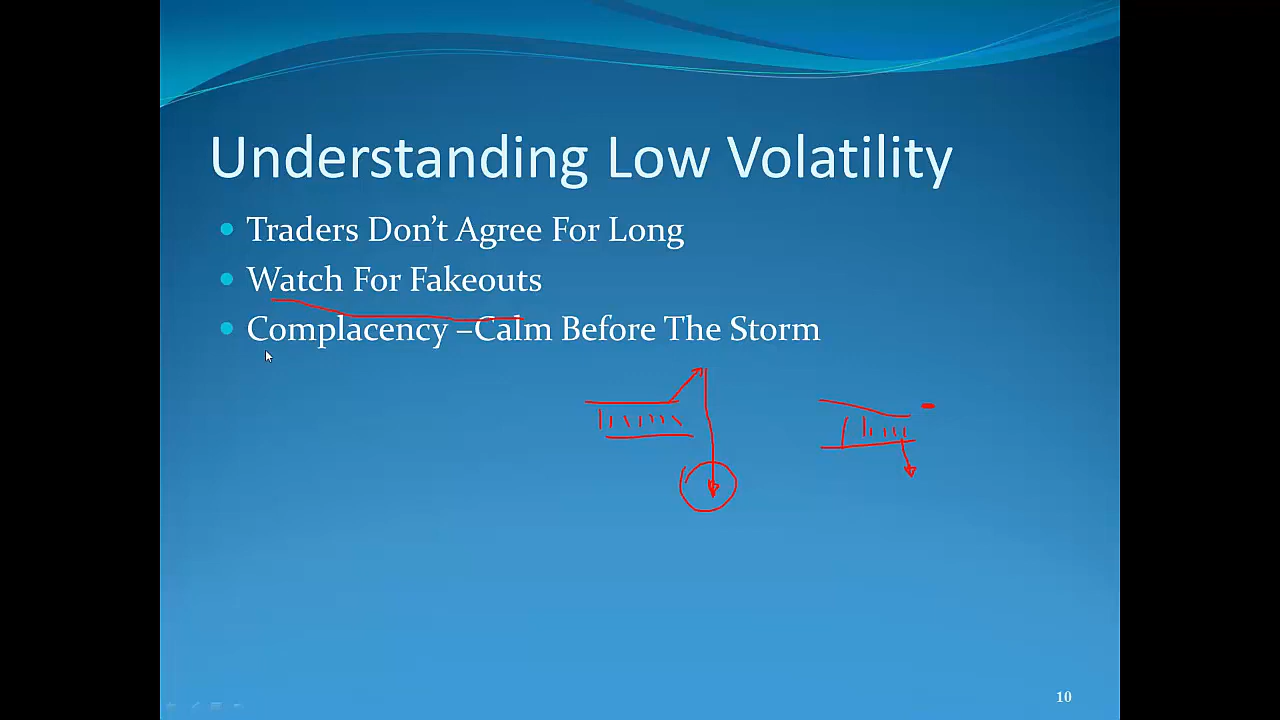 Understanding Low Volatility
Traders Don’t Agree For Long
Watch For Fakeouts
Complacency –Calm Before The Storm
10